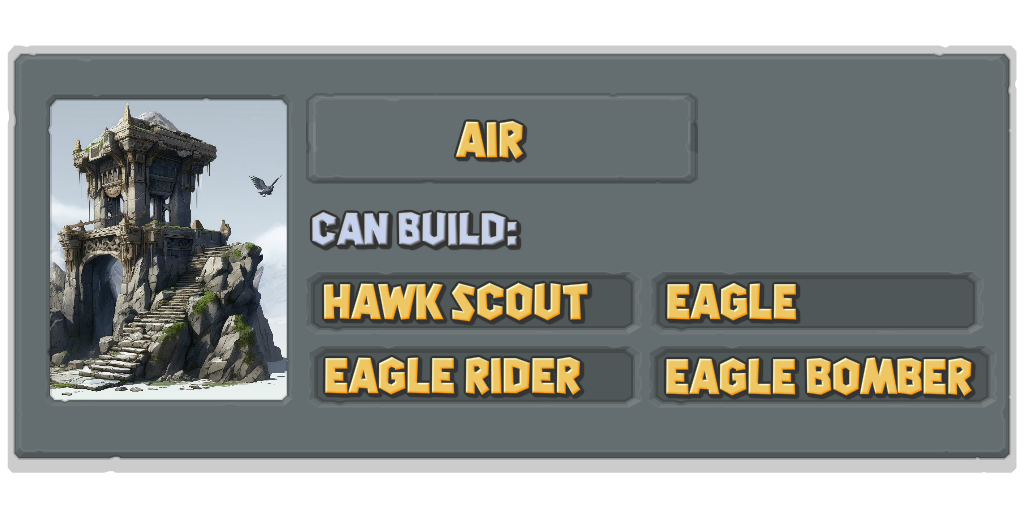 AIR
CAN BUILD:
HAWK SCOUT
EAGLE
EAGLE RIDER
EAGLE BOMBER